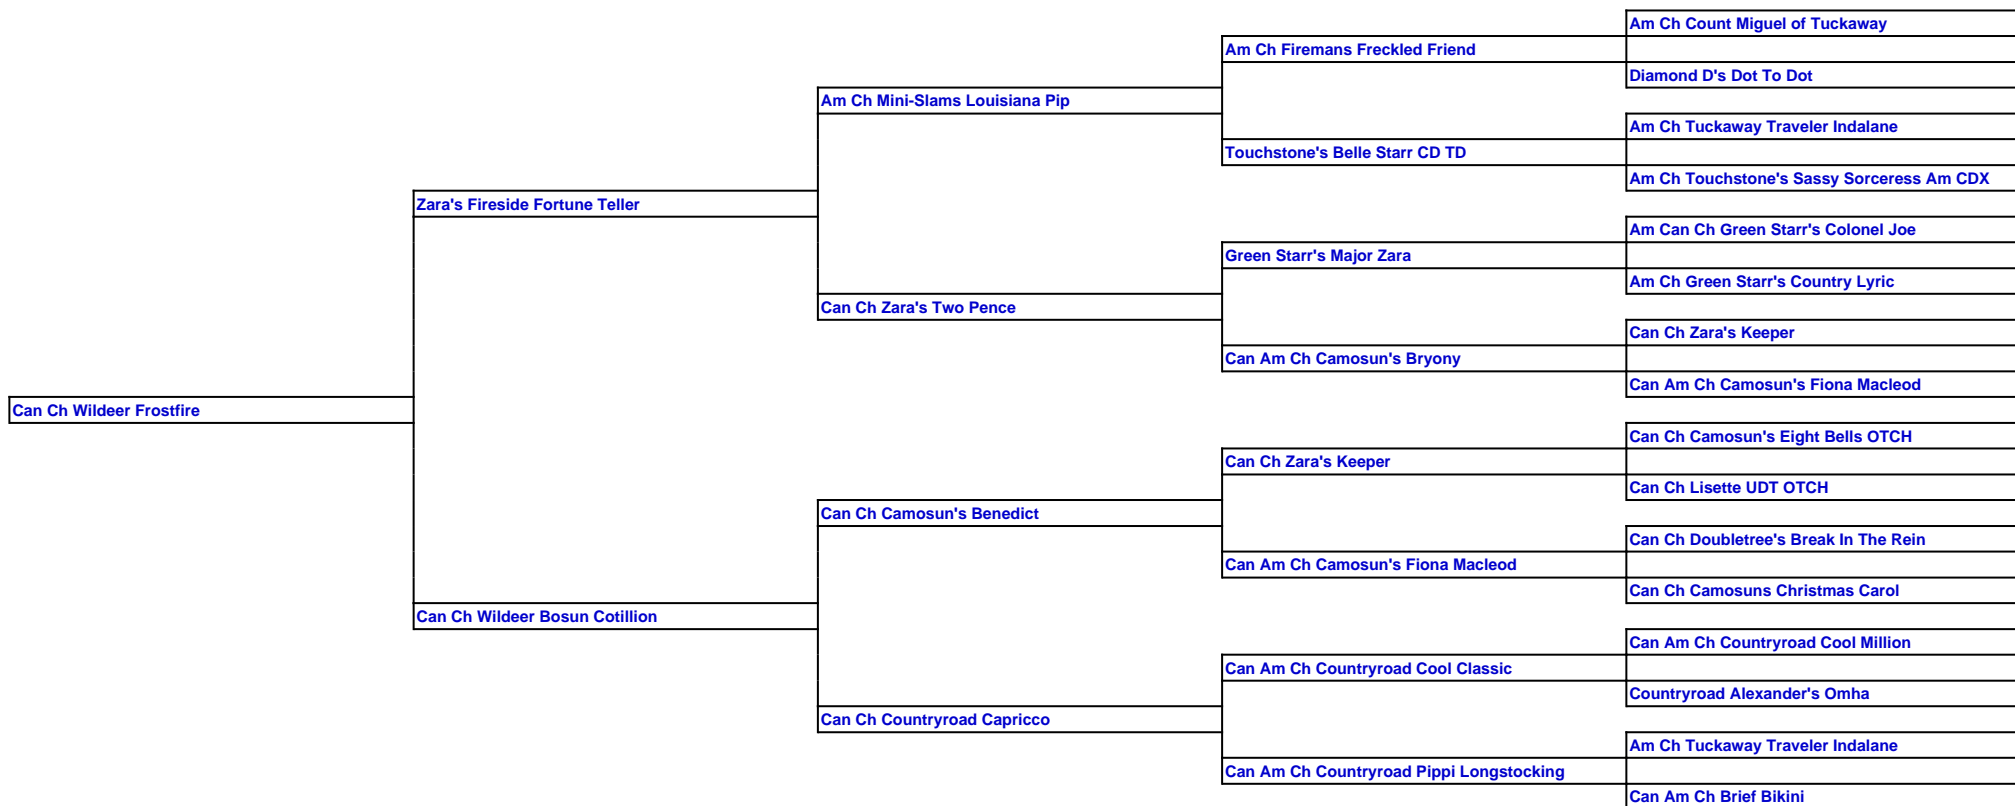 Am Ch Count Miguel of Tuckaway
Am Ch Firemans Freckled Friend
Diamond D's Dot To Dot
Am Ch Mini-Slams Louisiana Pip
Am Ch Tuckaway Traveler Indalane
Touchstone's Belle Starr CD TD
Am Ch Touchstone's Sassy Sorceress Am CDX
Zara's Fireside Fortune Teller
Am Can Ch Green Starr's Colonel Joe
Green Starr's Major Zara
Am Ch Green Starr's Country Lyric
Can Ch Zara's Two Pence
Can Ch Zara's Keeper
Can Am Ch Camosun's Bryony
Can Am Ch Camosun's Fiona Macleod
Can Ch Wildeer Frostfire
Can Ch Camosun's Eight Bells OTCH
Can Ch Zara's Keeper
Can Ch Lisette UDT OTCH
Can Ch Camosun's Benedict
Can Ch Doubletree's Break In The Rein
Can Am Ch Camosun's Fiona Macleod
Can Ch Camosuns Christmas Carol
Can Ch Wildeer Bosun Cotillion
Can Am Ch Countryroad Cool Million
Can Am Ch Countryroad Cool Classic
Countryroad Alexander's Omha
Can Ch Countryroad Capricco
Am Ch Tuckaway Traveler Indalane
Can Am Ch Countryroad Pippi Longstocking
Can Am Ch Brief Bikini